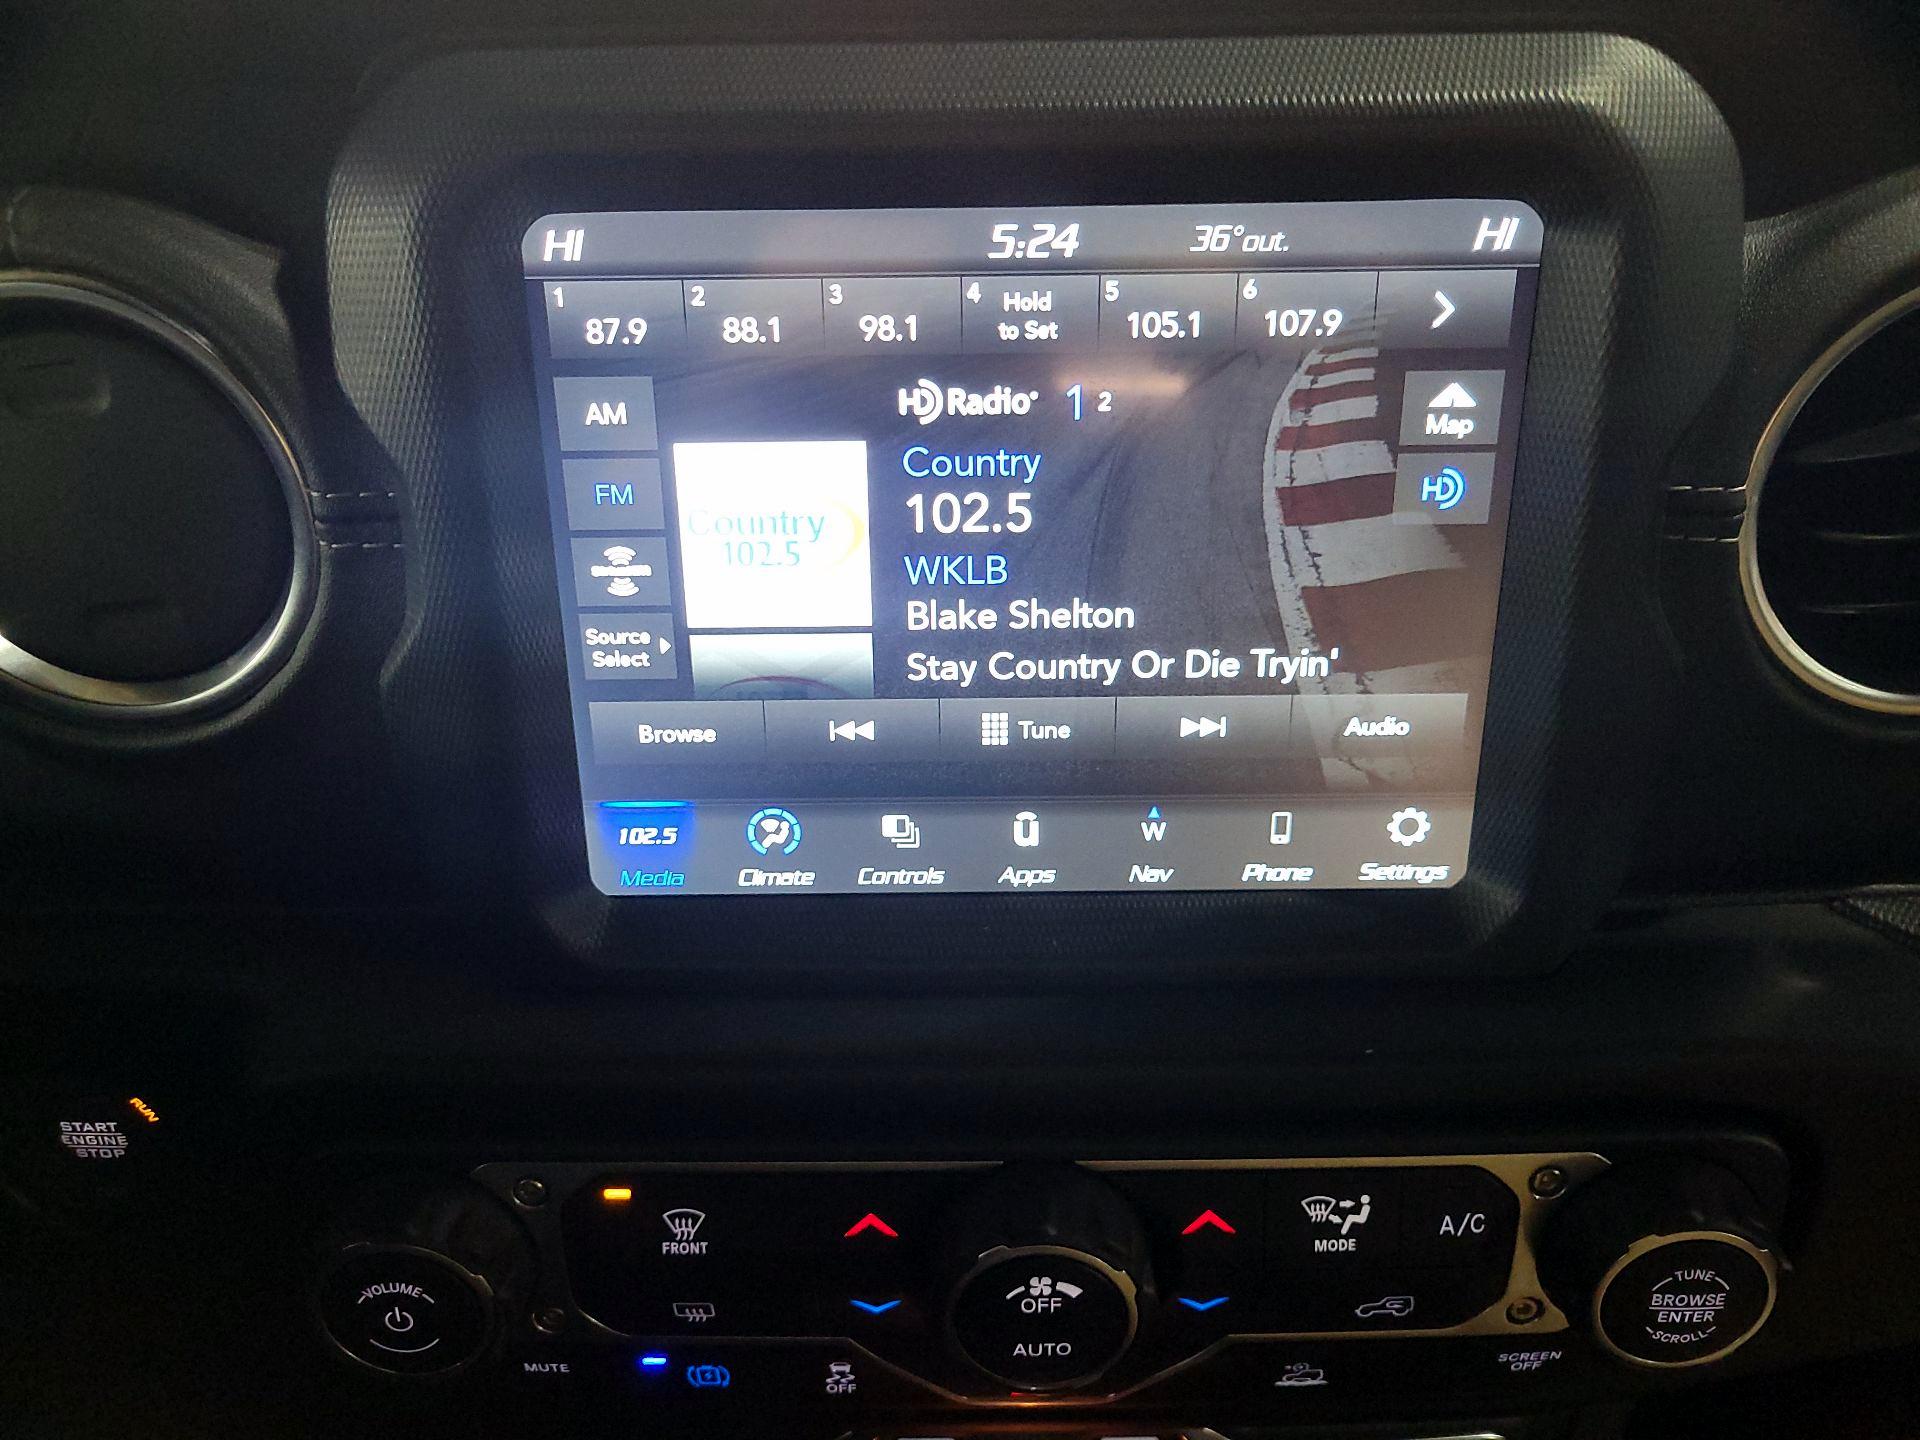 HI 5:24 36°out. HI
1 87.9
2 88.1
3 98.1
4 Hold
to Set
5 105.1
6 107.9
AM
HD Radio 1 2
Map
Country
FM
HD
Country
102.5
102.5
WKLB
Blake Shelton
Source
Select
Stay Country Or Die Tryin'
Browse
Tune
Audio
102.5
W
Media
Climate
Controls
Apps
Nav
Phone
Settings
RUN
START
ENGINE
STOP
FRONT
MODE
A/C
VOLUME
OFF
AUTO
TUNE
BROWSE
ENTER
SCROLL
MUTE
OFF
SCREEN
OFF